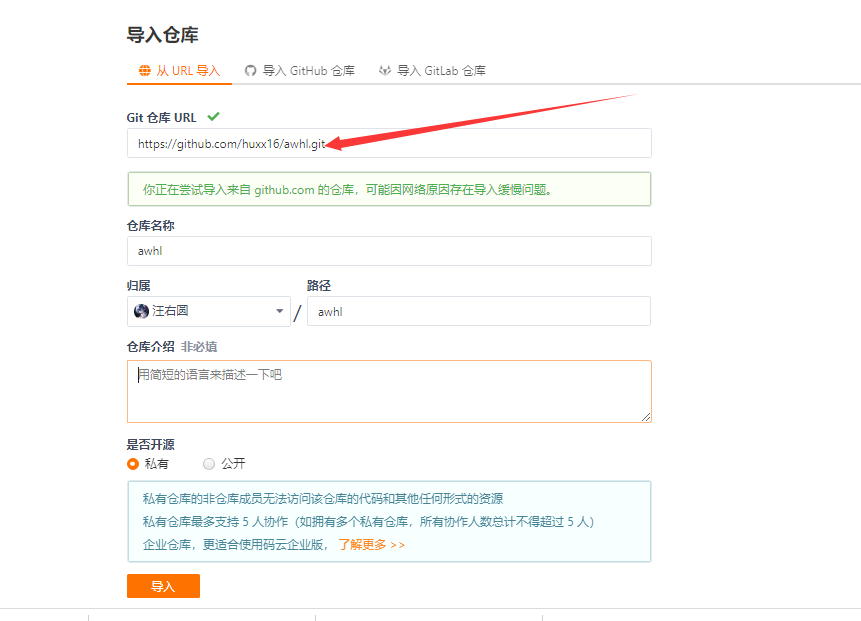 导入仓库
从 URL 导入 导入 GitHub 仓库 导入 GitLab 仓库
Git 仓库 URL
https://github.com/huxx16/awhl.git
你正在尝试导入来自 github.com 的仓库，可能因网络原因存在导入缓慢问题。
仓库名称
awhl
归属 路径
汪右圆 / awhl
仓库介绍 非必填
用简短的语言来描述一下吧
是否开源
私有 公开
私有仓库的非仓库成员无法访问该仓库的代码和其他任何形式的资源
私有仓库最多支持 5 人协作（如拥有多个私有仓库，所有协作人数总计不得超过 5 人）
企业仓库，更适合使用码云企业版， 了解更多 >>
导入